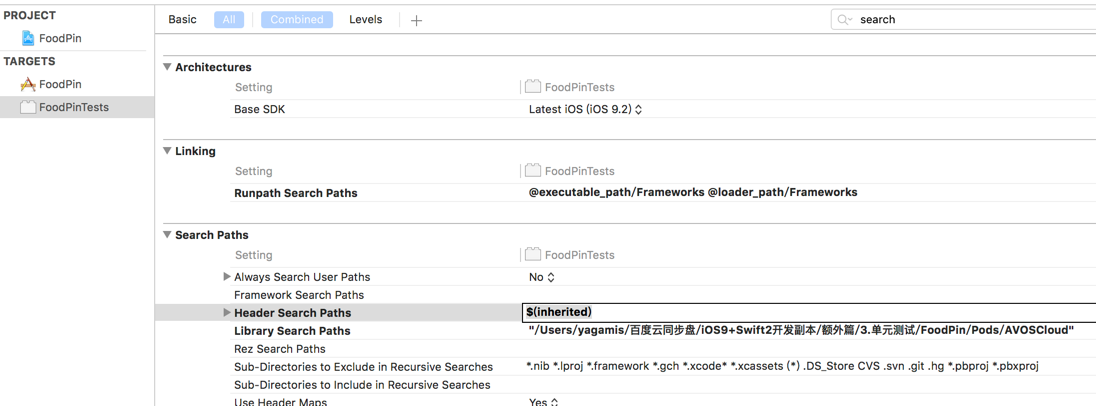 PROJECT
FoodPin
TARGETS
FoodPin
FoodPinTests
Basic All Combined Levels + search
Architectures
Setting FoodPinTests
Base SDK Latest iOS (iOS 9.2)
Linking
Setting FoodPinTests
Runpath Search Paths @executable_path/Frameworks @loader_path/Frameworks
Search Paths
Setting FoodPinTests
Always Search User Paths No
Framework Search Paths
Header Search Paths $(inherited)
Library Search Paths "/Users/yagamis/百度云同步盘/iOS9+Swift2开发副本/额外篇/3.单元测试/FoodPin/Pods/AVOSCloud"
Rez Search Paths
Sub-Directories to Exclude in Recursive Searches *.nib *.lproj *.framework *.gch *.xcode* *.xcassets (*) .DS_Store CVS .svn .git .hg *.pbproj *.pbxproj
Sub-Directories to Include in Recursive Searches
Use Header Maps Yes